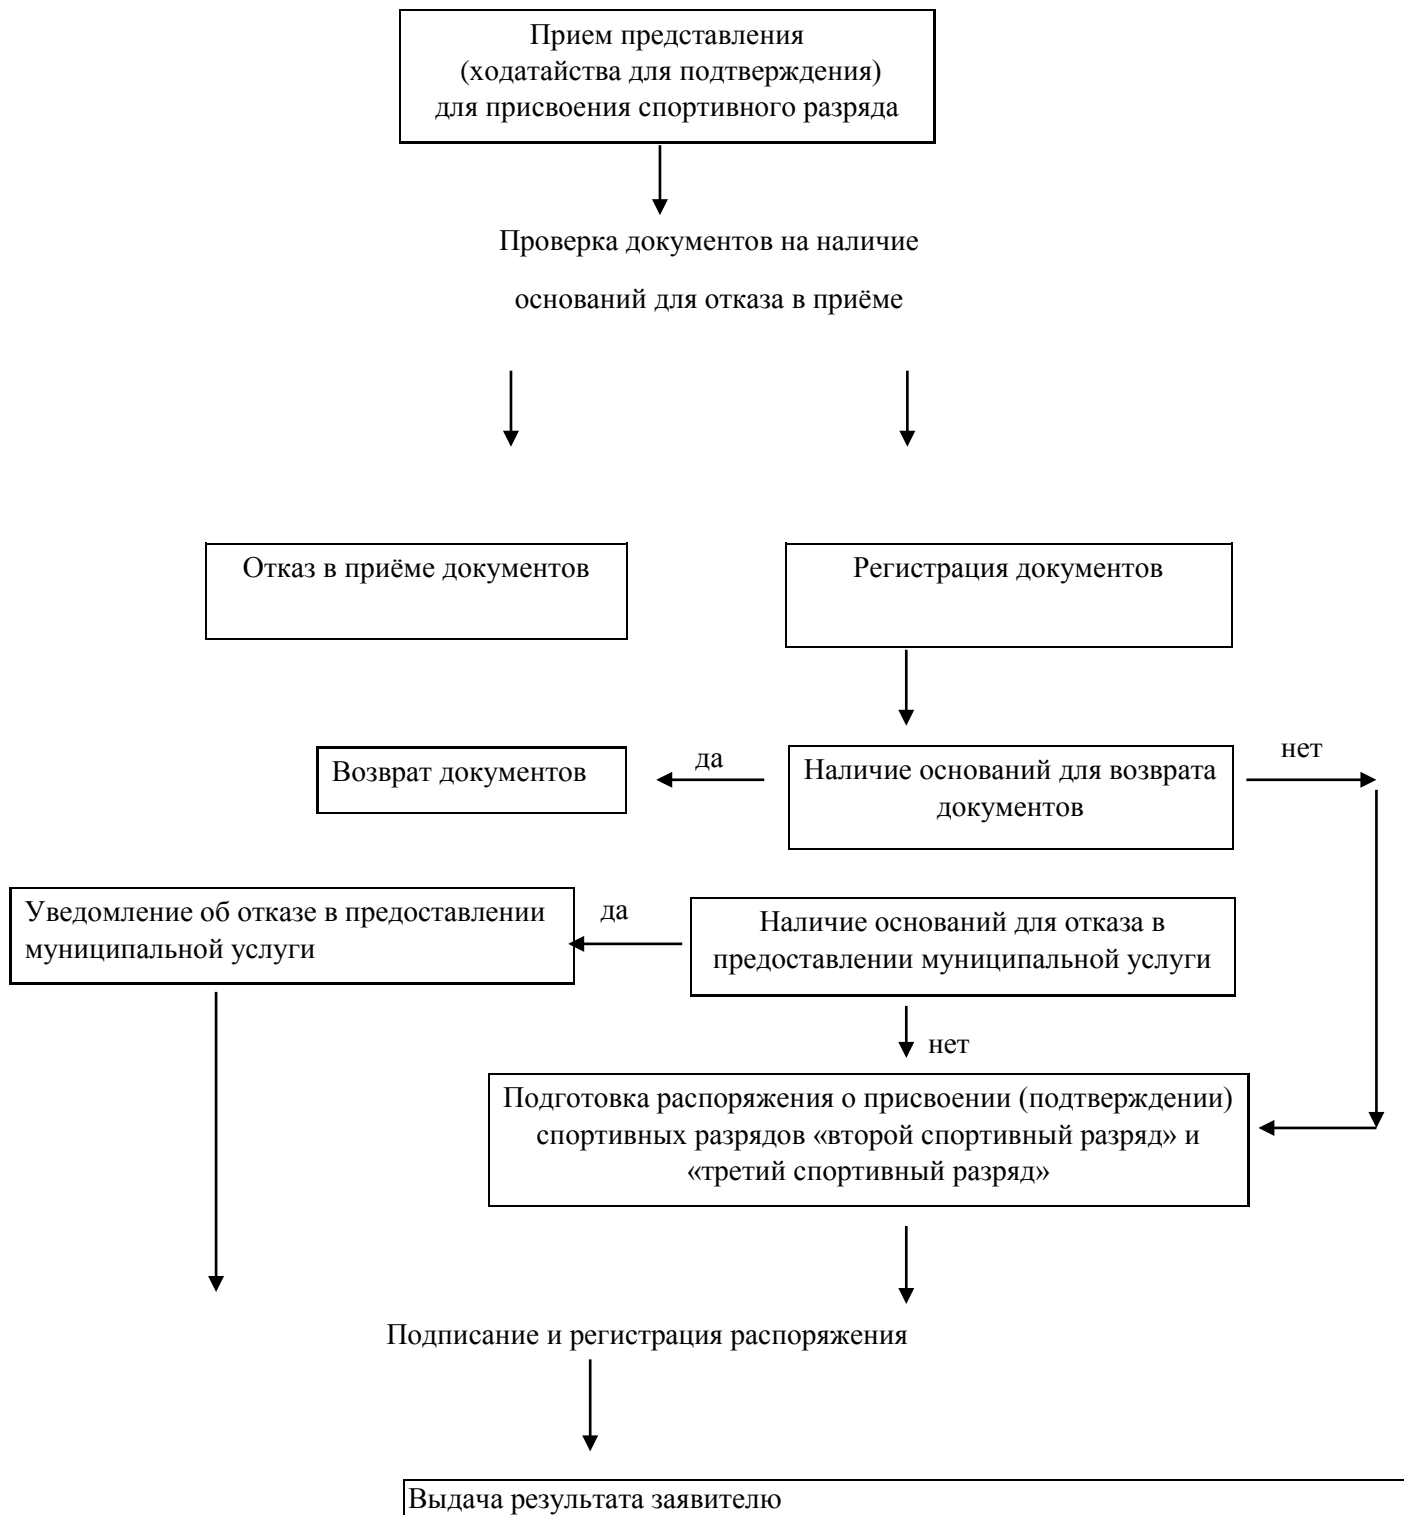 Прием представления
(ходатайства для подтверждения)
для присвоения спортивного разряда
Проверка документов на наличие
оснований для отказа в приёме
Отказ в приёме документов
Регистрация документов
Возврат документов
да
Наличие оснований для возврата
документов
нет
Уведомление об отказе в предоставлении
муниципальной услуги
да
Наличие оснований для отказа в
предоставлении муниципальной услуги
нет
Подготовка распоряжения о присвоении (подтверждении)
спортивных разрядов «второй спортивный разряд» и
«третий спортивный разряд»
Подписание и регистрация распоряжения
Выдача результата заявителю